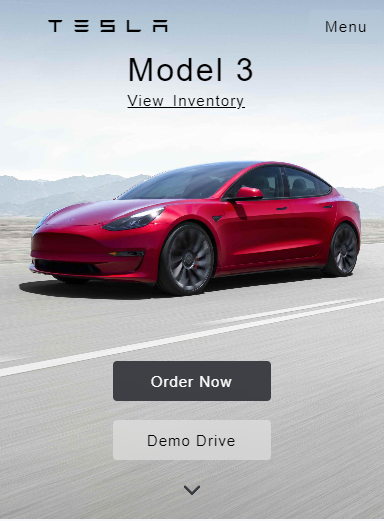 TESLA
Menu
Model 3
View Inventory
Order Now
Demo Drive